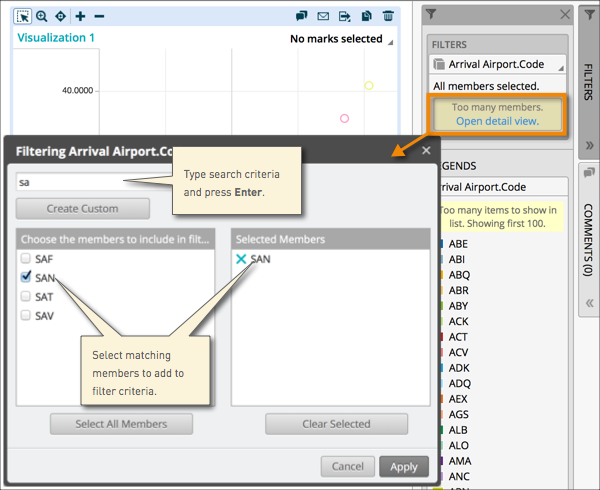 Visualization 1
No marks selected
40.0000
FILTERS
Arrival Airport.Code
All members selected.
Too many members.
Open detail view.
FILTERS
COMMENTS (0)
Filtering Arrival Airport.Co
sa
Create Custom
Type search criteria
and press Enter.
Choose the members to include in filt...
SAF
SAN
SAT
SAV
Selected Members
SAN
Select matching
members to add to
filter criteria.
Select All Members
Clear Selected
Cancel
Apply
EGENDS
rrival Airport.Code
Too many items to show in
list. Showing first 100.
ABE
ABI
ABQ
ABR
ABY
ACK
ACT
ACV
ADK
ADQ
AEX
AGS
ALB
ALO
AMA
ANC